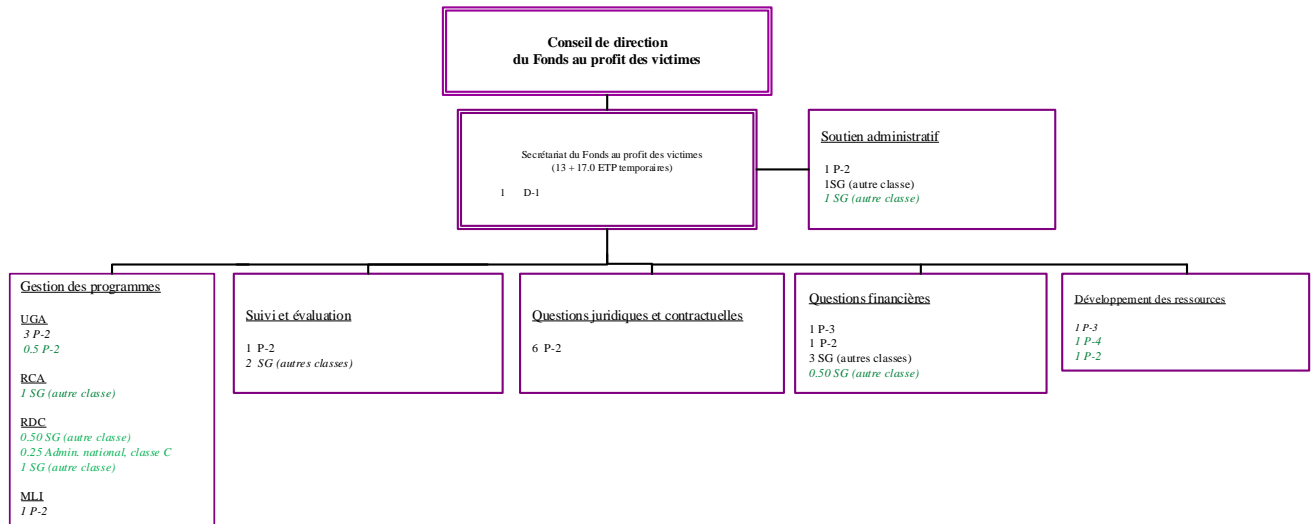 Conseil de direction
du Fonds au profit des victimes
Secrétariat du Fonds au profit des victimes
(13 + 17.0 ETP temporaires)
1 D-1
Soutien administratif
1 P-2
1SG (autre classe)
1 SG (autre classe)
Gestion des programmes
UGA
3 P-2
0.5 P-2
RCA
1 SG (autre classe)
RDC
0.50 SG (autre classe)
0.25 Admin. national, classe C
1 SG (autre classe)
MLI
1 P-2
Suivi et évaluation
1 P-2
2 SG (autres classes)
Questions juridiques et contractuelles
6 P-2
Questions financières
1 P-3
1 P-2
3 SG (autres classes)
0.50 SG (autre classe)
Développement des ressources
1 P-3
1 P-4
1 P-2